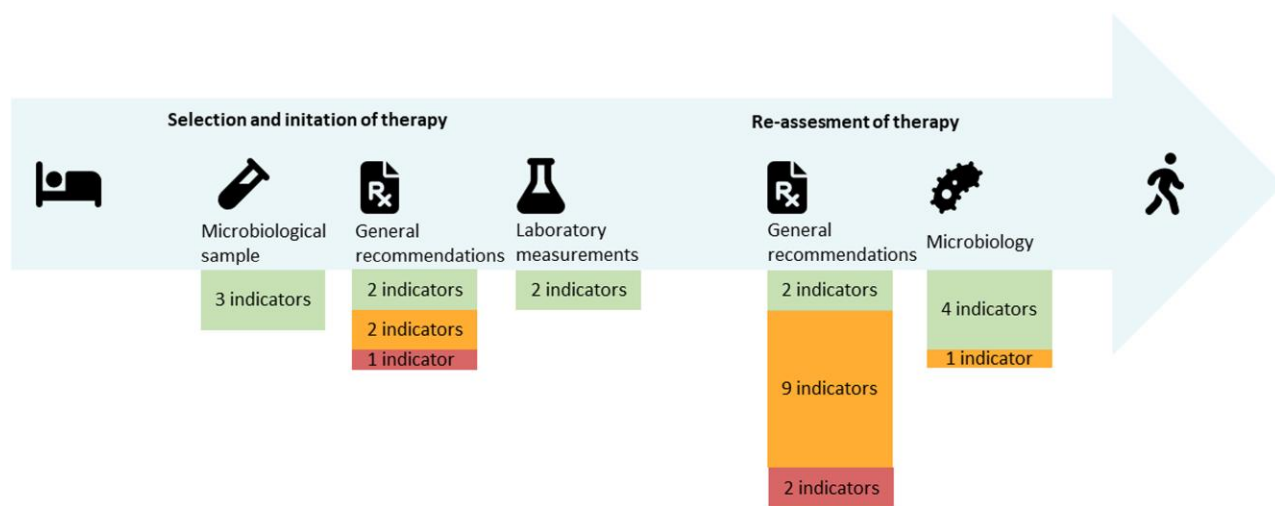 Selection and initation of therapy
Re-assesment of therapy
Rx
Rx
Microbiological
sample
General
recommendations
Laboratory
measurements
General
recommendations
Microbiology
3 indicators
2 indicators
2 indicators
1 indicator
2 indicators
2 indicators
9 indicators
2 indicators
4 indicators
1 indicator